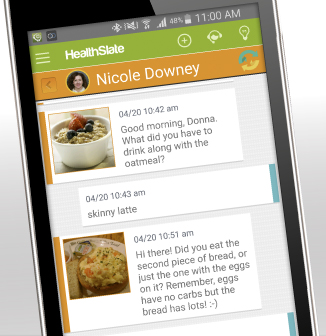 48% 11:00 AM
HealthSlate
Nicole Downey
04/20 10:42 am
Good morning, Donna.
What did you have to
drink along with the
oatmeal?
04/20 10:43 am
skinny latte
04/20 10:51 am
Hi there! Did you eat the
second piece of bread, or
just the one with the eggs
on it? Remember, eggs
have no carbs but the
bread has lots! :-)